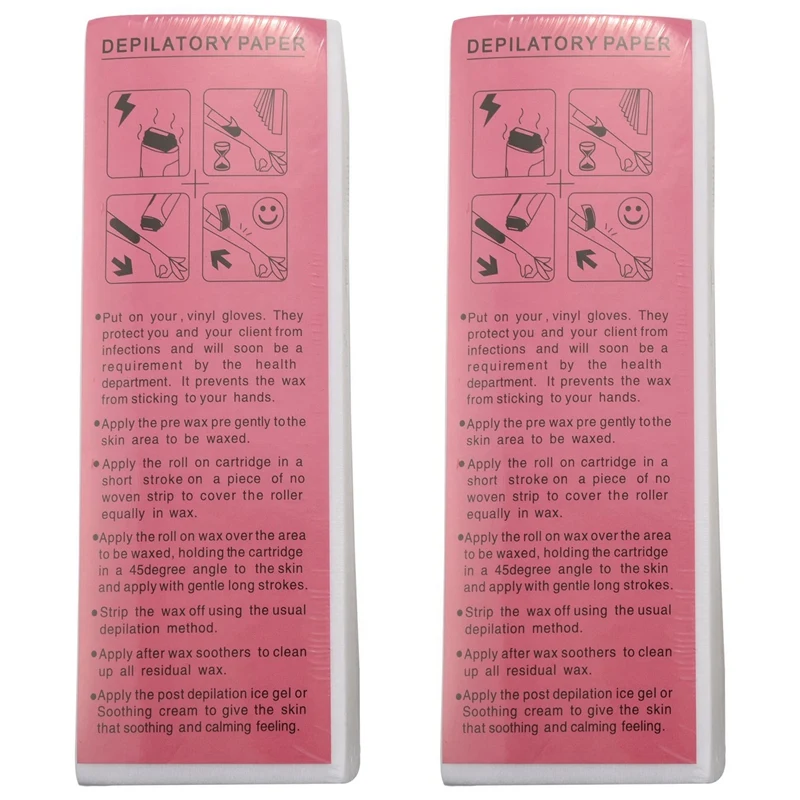 DEPILATORY PAPER
•Put on your, vinyl gloves. They
protect you and your client from
infections and will soon be a
requirement by the health
department. It prevents the wax
from sticking to your hands.
•Apply the pre wax pre gently to the
skin area to be waxed.
•Apply the roll on cartridge in a
short stroke on a piece of no
woven strip to cover the roller
equally in wax.
•Apply the roll on wax over the area
to be waxed, holding the cartridge
in a 45degree angle to the skin
and apply with gentle long strokes.
•Strip the wax off using the usual
depilation method.
•Apply after wax soothers to clean
up all residual wax.
•Apply the post depilation ice gel or
Soothing cream to give the skin
that soothing and calming feeling.
DEPILATORY PAPER
•Put on your, vinyl gloves. They
protect you and your client from
infections and will soon be a
requirement by the health
department. It prevents the wax
from sticking to your hands.
•Apply the pre wax pre gently to the
skin area to be waxed.
•Apply the roll on cartridge in a
short stroke on a piece of no
woven strip to cover the roller
equally in wax.
•Apply the roll on wax over the area
to be waxed, holding the cartridge
in a 45degree angle to the skin
and apply with gentle long strokes.
•Strip the wax off using the usual
depilation method.
•Apply after wax soothers to clean
up all residual wax.
•Apply the post depilation ice gel or
Soothing cream to give the skin
that soothing and calming feeling.